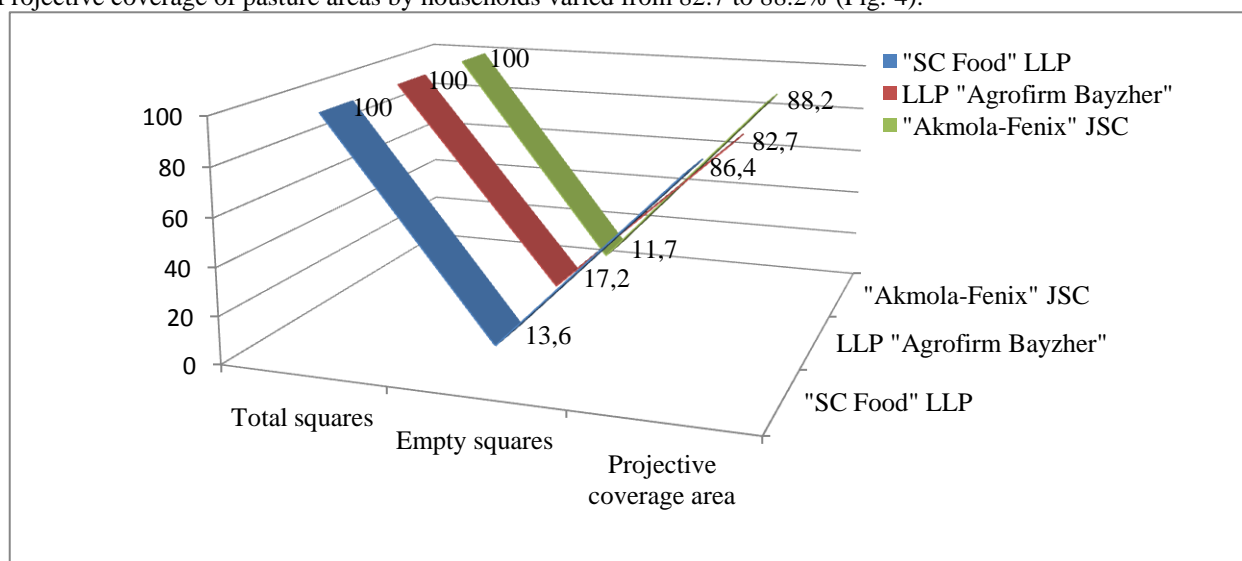 Projective coverage of pasture areas by households varied from 82.7 to 88.2% (Fig. 4).
100
80
60
40
20
0
100
100
100
13,6
17,2
11,7
86,4
82,7
88,2
Total squares
Empty squares
Projective
coverage area
"SC Food" LLP
LLP "Agrofirm Bayzher"
"Akmola-Fenix" JSC
"SC Food" LLP
LLP "Agrofirm Bayzher"
"Akmola-Fenix" JSC